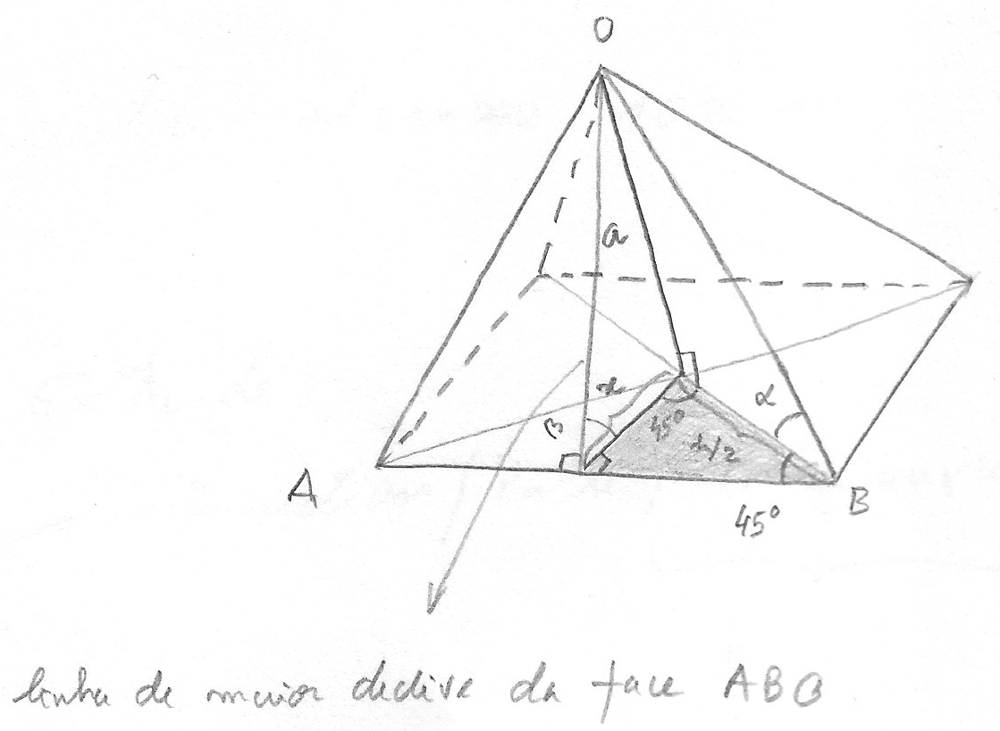 O
a
x
β
α
45°
d/2
A
B
45°
linha de maior declive da face ABO